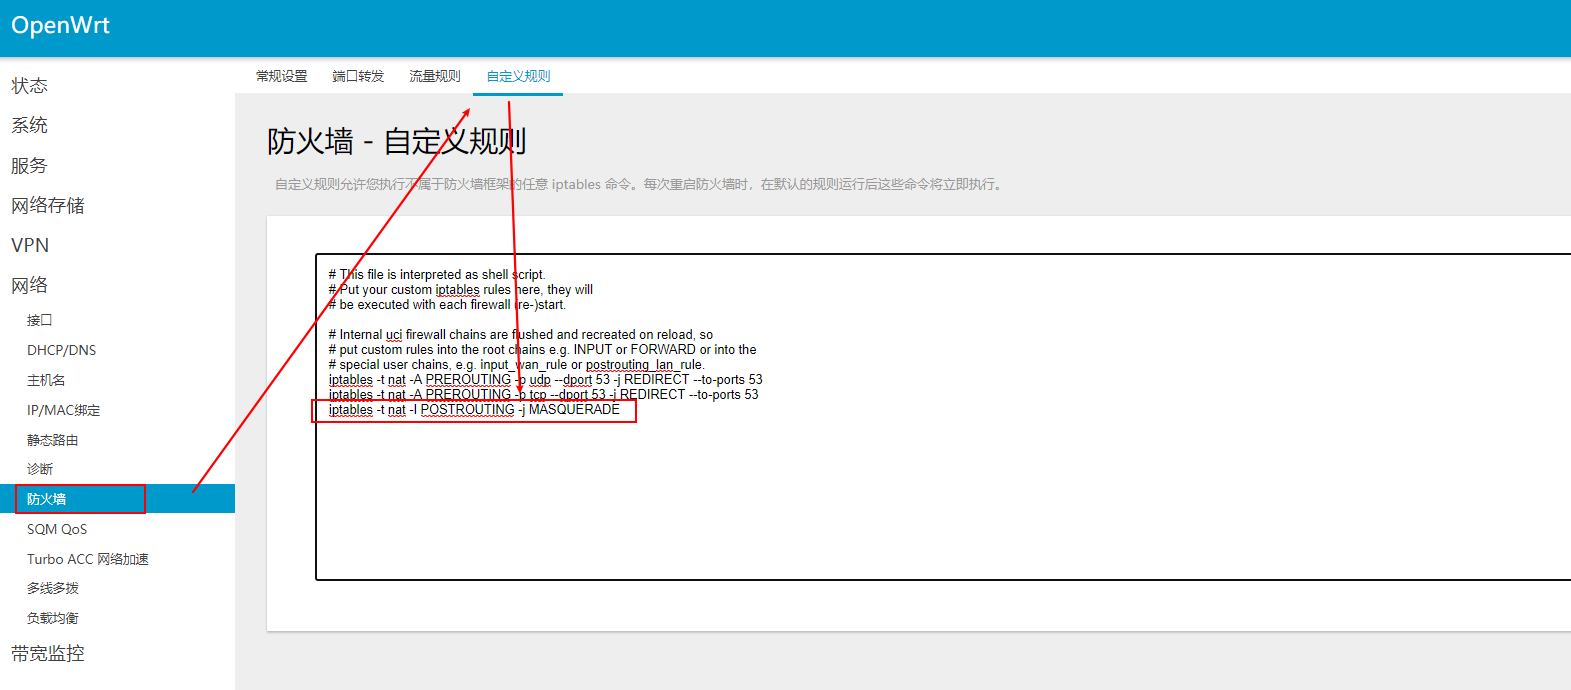 OpenWrt
状态
系统
服务
网络存储
VPN
网络
接口
DHCP/DNS
主机名
IP/MAC绑定
静态路由
诊断
防火墙
SQM QoS
Turbo ACC 网络加速
多线多拨
负载均衡
带宽监控
常规设置 端口转发 流量规则 自定义规则
防火墙 - 自定义规则
自定义规则允许您执行不属于防火墙框架的任意 iptables 命令。每次重启防火墙时，在默认的规则运行后这些命令将立即执行。
# This file is interpreted as shell script.
# Put your custom iptables rules here, they will
# be executed with each firewall (re-)start.
# Internal uci firewall chains are flushed and recreated on reload, so
# put custom rules into the root chains e.g. INPUT or FORWARD or into the
# special user chains, e.g. input_wan_rule or postrouting_lan_rule.
iptables -t nat -A PREROUTING -p udp --dport 53 -j REDIRECT --to-ports 53
iptables -t nat -A PREROUTING -p tcp --dport 53 -j REDIRECT --to-ports 53
iptables -t nat -I POSTROUTING -j MASQUERADE